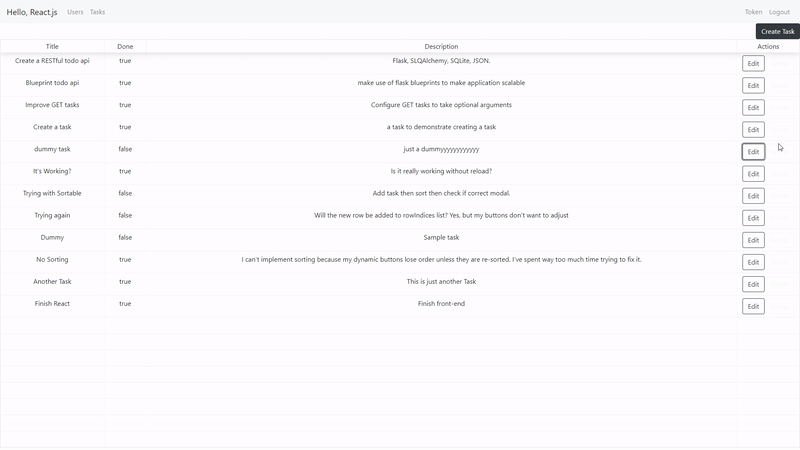 Hello, React.js Users Tasks Token Logout
Create Task
Title Done Description Actions
Create a RESTful todo api true Flask, SLQAlchemy, SQLite, JSON. Edit
Blueprint todo api true make use of flask blueprints to make application scalable Edit
Improve GET tasks true Configure GET tasks to take optional arguments Edit
Create a task true a task to demonstrate creating a task Edit
dummy task false just a dummyyyyyyyyyyyy Edit
It's Working? true Is it really working without reload? Edit
Trying with Sortable false Add task then sort then check if correct modal. Edit
Trying again false Will the new row be added to rowIndices list? Yes, but my buttons don't want to adjust Edit
Dummy false Sample task Edit
No Sorting true I can't implement sorting because my dynamic buttons lose order unless they are re-sorted. I've spent way too much time trying to fix it. Edit
Another Task true This is just another Task Edit
Finish React true Finish front-end Edit